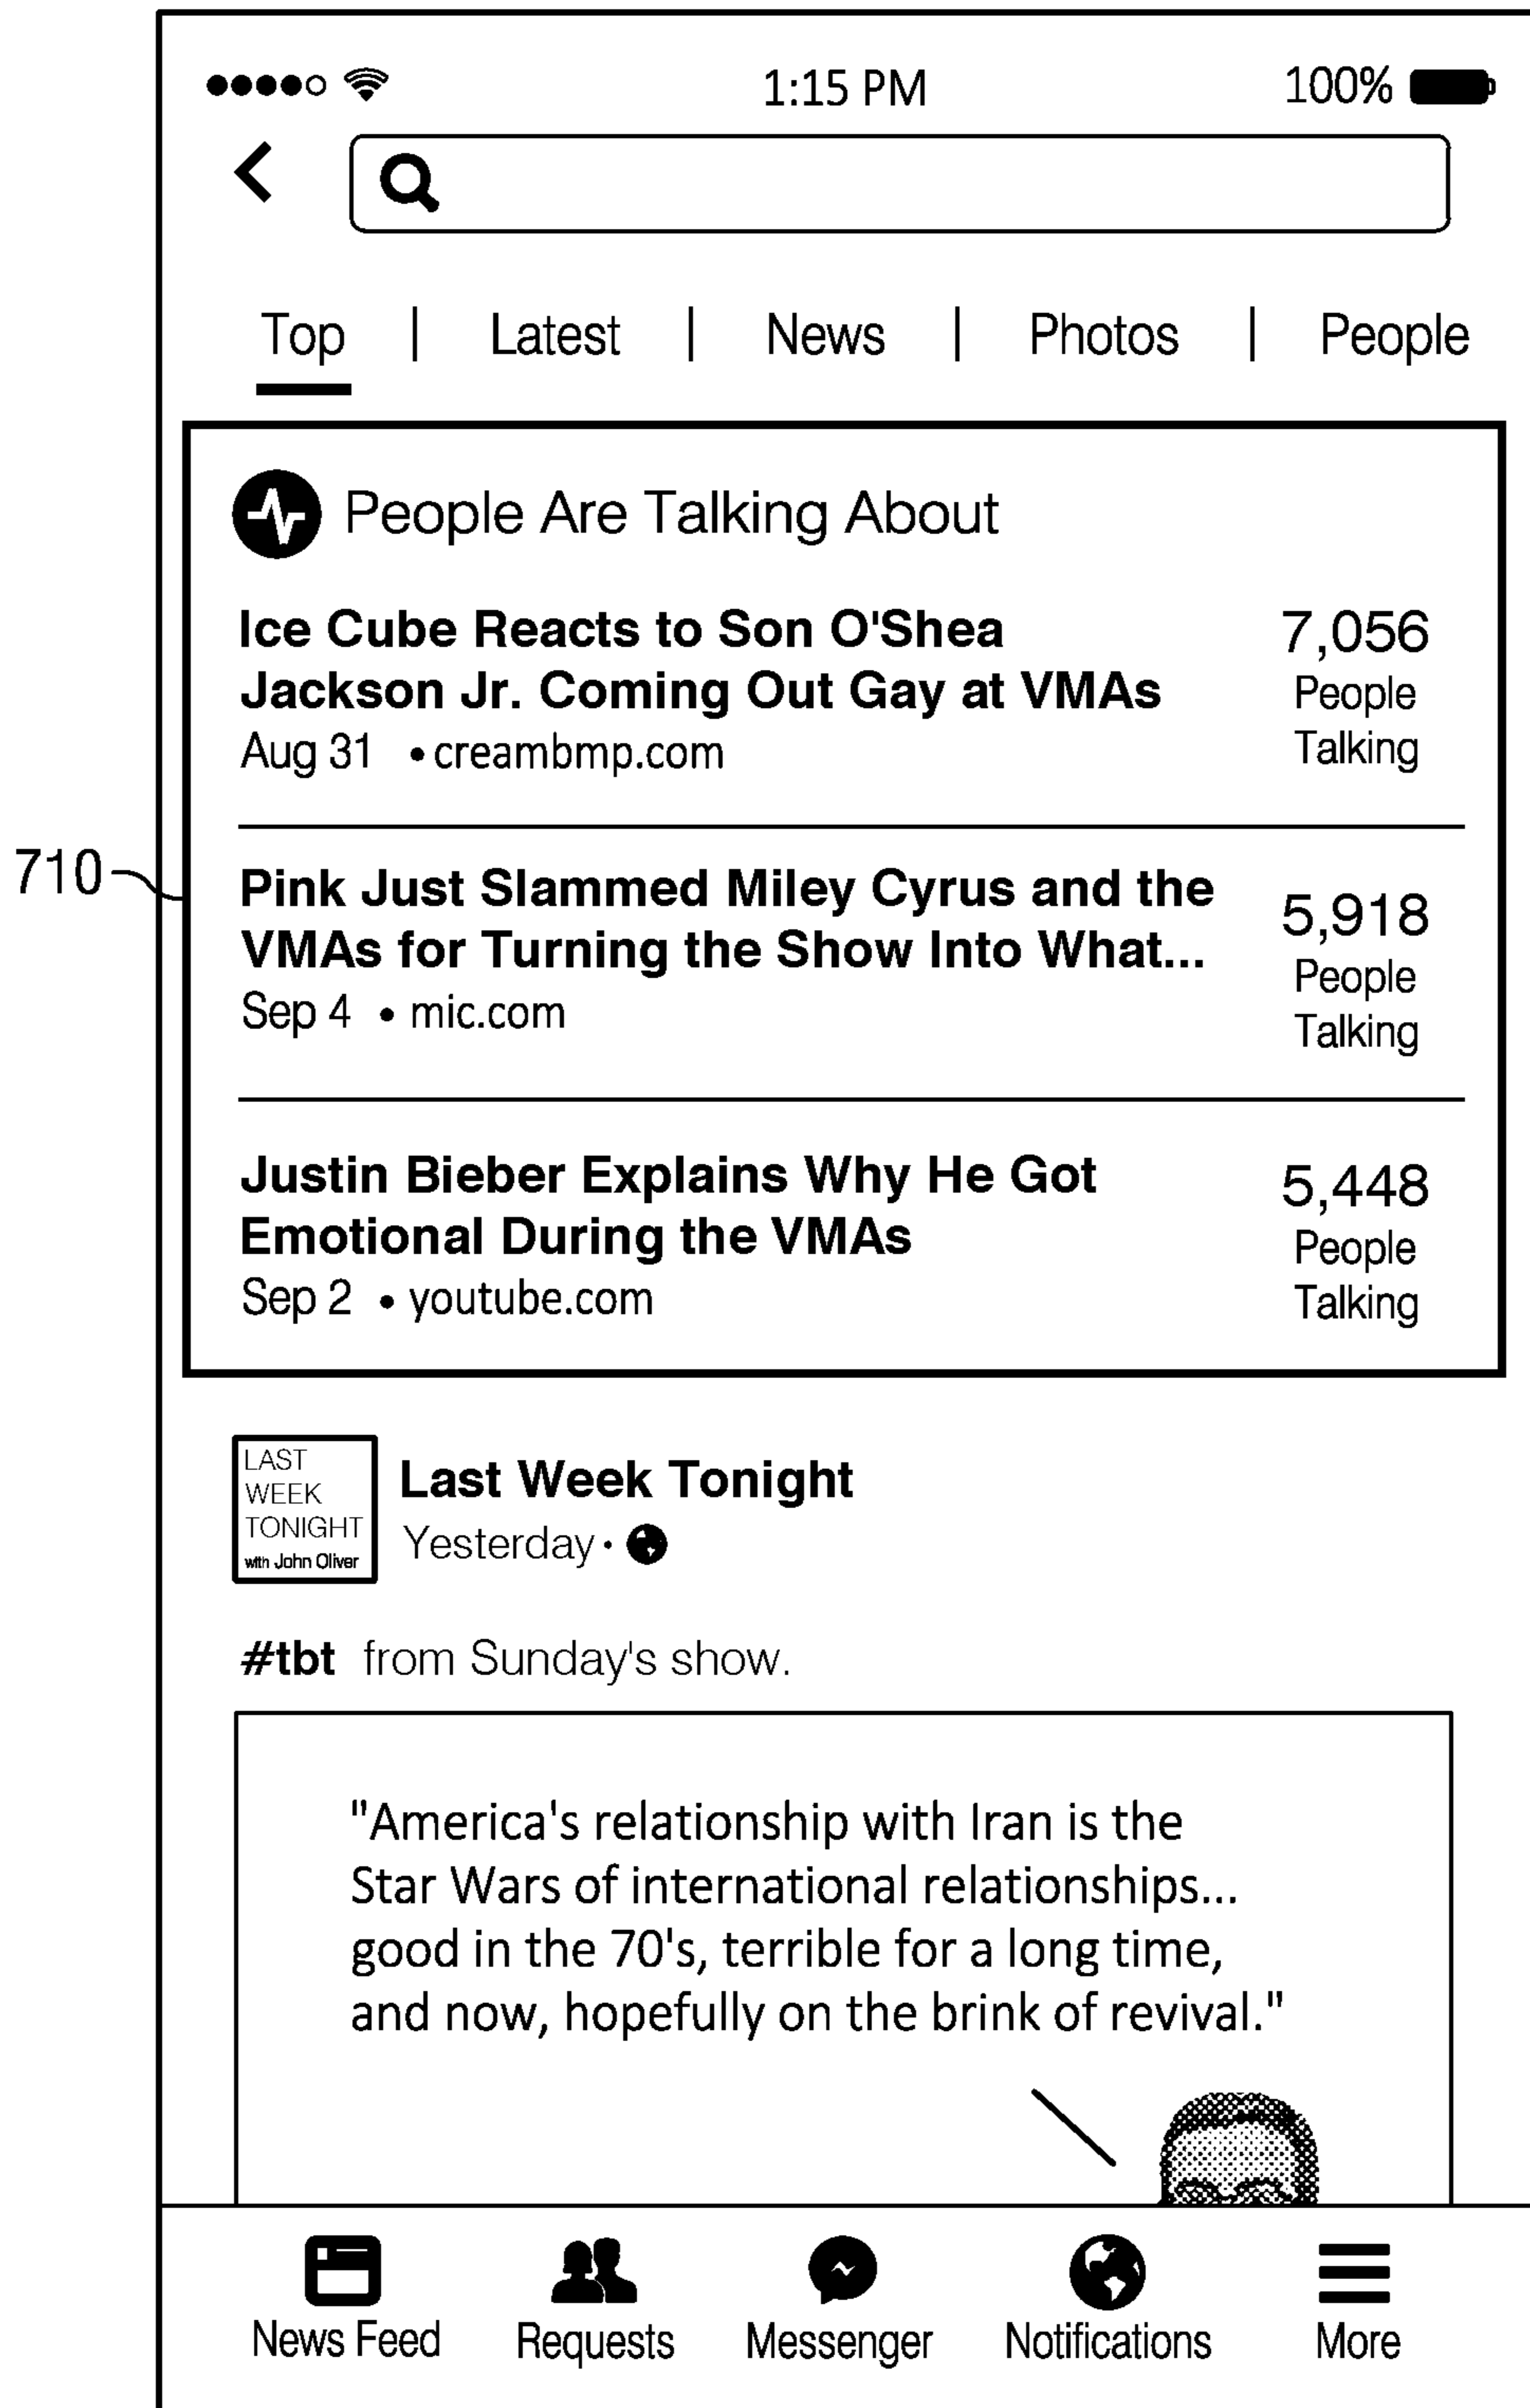 1:15 PM 100%
Top | Latest | News | Photos | People
People Are Talking About
Ice Cube Reacts to Son O'Shea
Jackson Jr. Coming Out Gay at VMAs
Aug 31 • creambmp.com
7,056
People
Talking
710
Pink Just Slammed Miley Cyrus and the
VMAs for Turning the Show Into What...
Sep 4 • mic.com
5,918
People
Talking
Justin Bieber Explains Why He Got
Emotional During the VMAs
Sep 2 • youtube.com
5,448
People
Talking
LAST
WEEK
TONIGHT
with John Oliver
Last Week Tonight
Yesterday •
#tbt from Sunday's show.
"America's relationship with Iran is the
Star Wars of international relationships...
good in the 70's, terrible for a long time,
and now, hopefully on the brink of revival."
News Feed Requests Messenger Notifications More